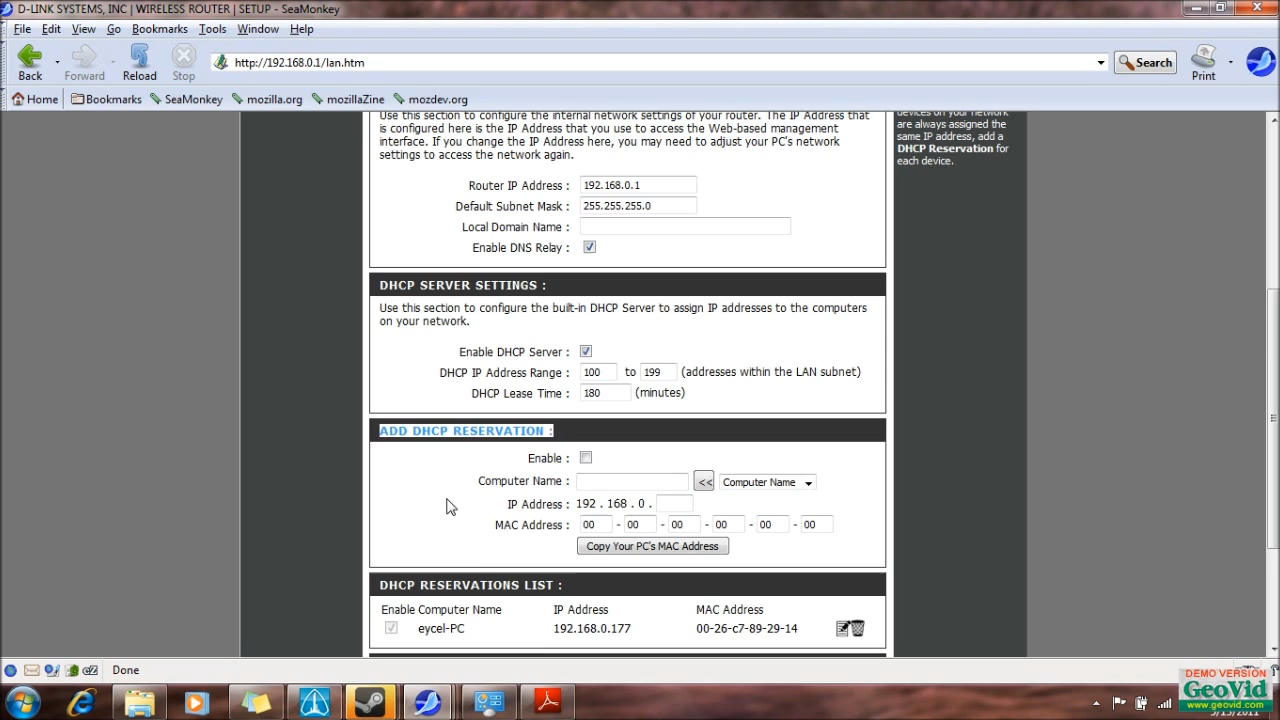 D-LINK SYSTEMS, INC | WIRELESS ROUTER | SETUP - SeaMonkey
File Edit View Go Bookmarks Tools Window Help
Back Forward Reload Stop http://192.168.0.1/lan.htm Search Print
Home Bookmarks SeaMonkey mozilla.org mozillaZine mozdev.org
Use this section to configure the internal network settings of your router. The IP Address that
is configured here is the IP Address that you use to access the Web-based management
interface. If you change the IP Address here, you may need to adjust your PC's network
settings to access the network again.
devices on your network
are always assigned the
same IP address, add a
DHCP Reservation for
each device.
Router IP Address : 192.168.0.1
Default Subnet Mask : 255.255.255.0
Local Domain Name :
Enable DNS Relay :
DHCP SERVER SETTINGS :
Use this section to configure the built-in DHCP Server to assign IP addresses to the computers
on your network.
Enable DHCP Server :
DHCP IP Address Range : 100 to 199 (addresses within the LAN subnet)
DHCP Lease Time : 180 (minutes)
ADD DHCP RESERVATION :
Enable :
Computer Name : << Computer Name
IP Address : 192 . 168 . 0 .
MAC Address : 00 - 00 - 00 - 00 - 00 - 00
Copy Your PC's MAC Address
DHCP RESERVATIONS LIST :
Enable Computer Name IP Address MAC Address
eycel-PC 192.168.0.177 00-26-c7-89-29-14
Done
DEMO VERSION
GeoVid
www.geovid.com